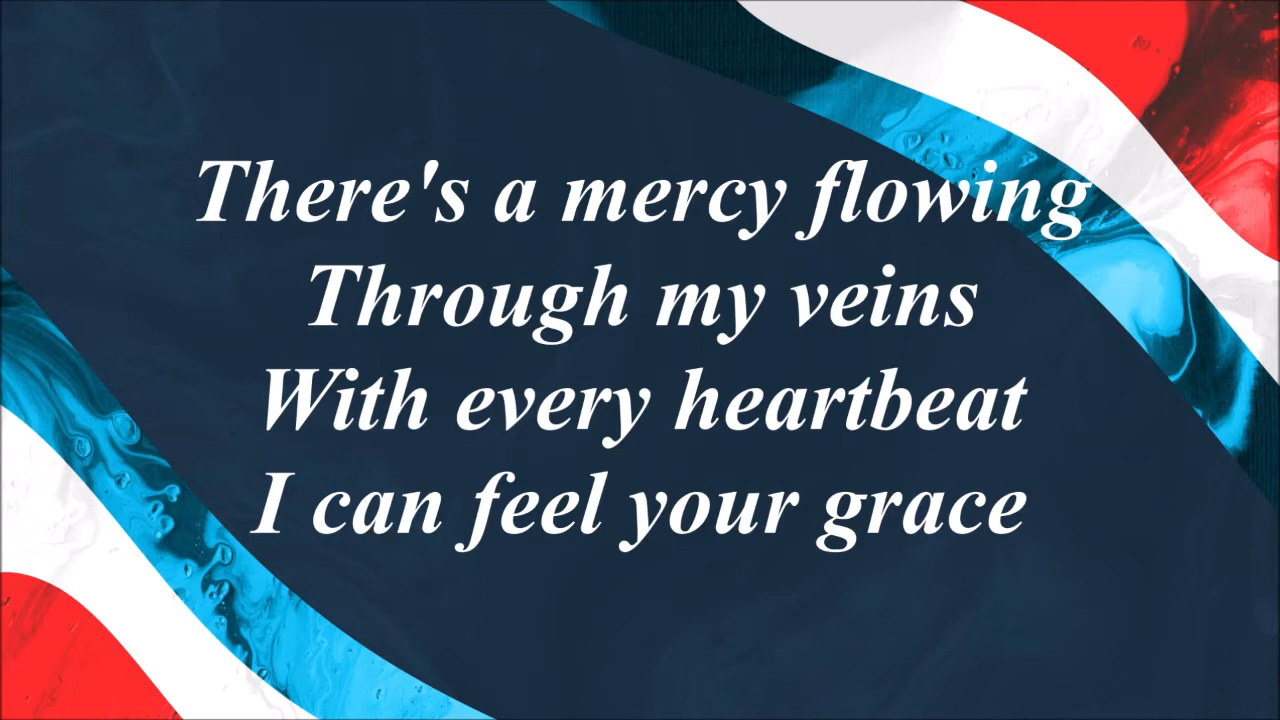 There's a mercy flowing
Through my veins
With every heartbeat
I can feel your grace